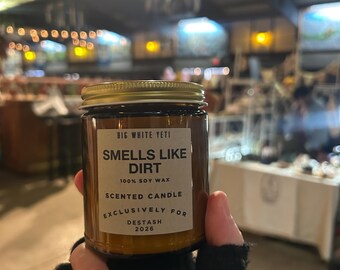 BIG WHITE YETI
SMELLS LIKE
DIRT
100% SOY WAX
SCENTED CANDLE
EXCLUSIVELY FOR
DESTASH
2026